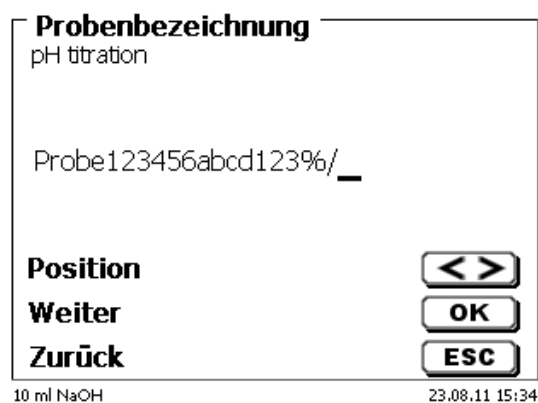 Probenbezeichnung
pH titration
Probe123456abcd123%/_
Position < >
Weiter OK
Zurück ESC
10 ml NaOH 23.08.11 15:34